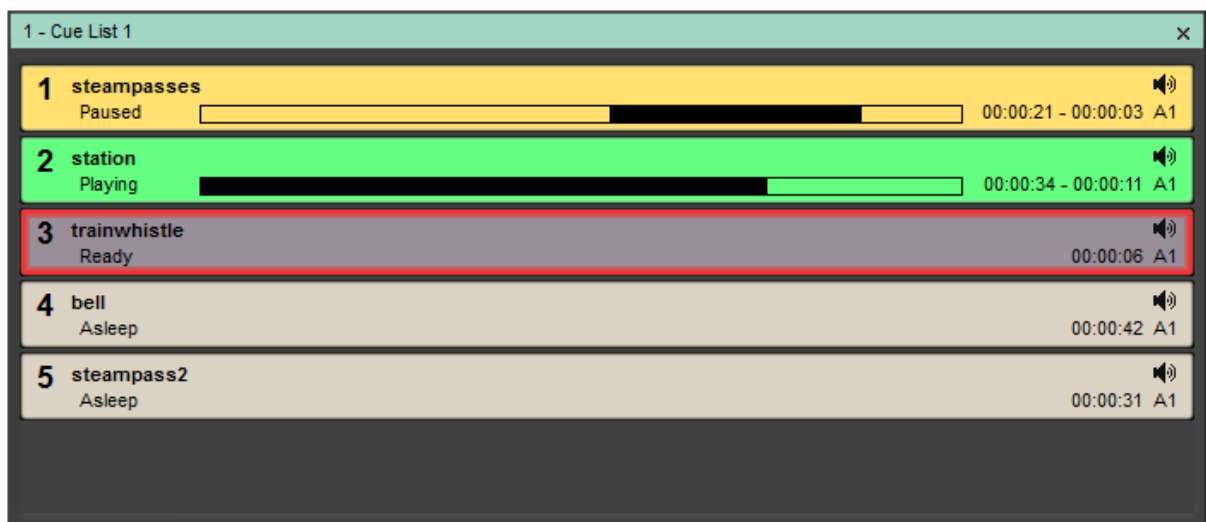 1 - Cue List 1
1 steampasses
Paused 00:00:21 - 00:00:03 A1
2 station
Playing 00:00:34 - 00:00:11 A1
3 trainwhistle
Ready 00:00:06 A1
4 bell
Asleep 00:00:42 A1
5 steampass2
Asleep 00:00:31 A1